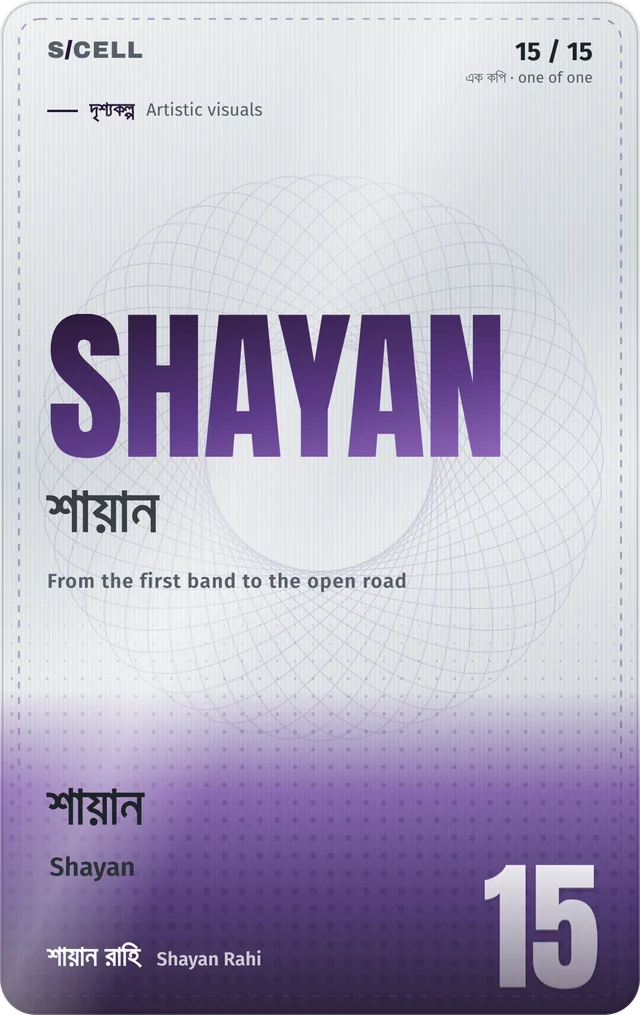 S/CELL
15 / 15
এক কপি · one of one
দৃশ্যকল্প Artistic visuals
SHAYAN
শায়ান
From the first band to the open road
শায়ান
Shayan
শায়ান রাহি Shayan Rahi
15